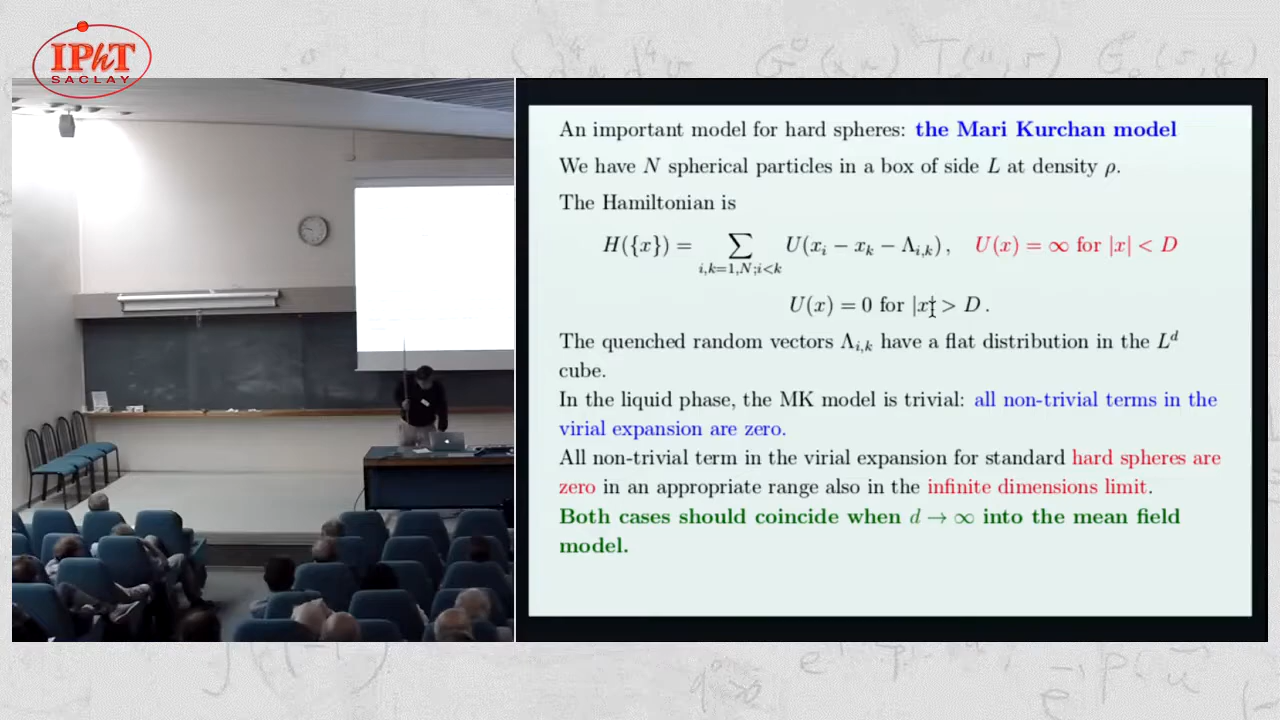 IPhT
SACLAY
An important model for hard spheres: the Mari Kurchan model
We have N spherical particles in a box of side L at density ρ.
The Hamiltonian is
H({x}) = ∑ U(x_i − x_k − Λ_{i,k}) , U(x) = ∞ for |x| < D
i,k=1,N;i<k
U(x) = 0 for |x| > D .
The quenched random vectors Λ_{i,k} have a flat distribution in the L^d
cube.
In the liquid phase, the MK model is trivial: all non-trivial terms in the
virial expansion are zero.
All non-trivial term in the virial expansion for standard hard spheres are
zero in an appropriate range also in the infinite dimensions limit.
Both cases should coincide when d → ∞ into the mean field
model.